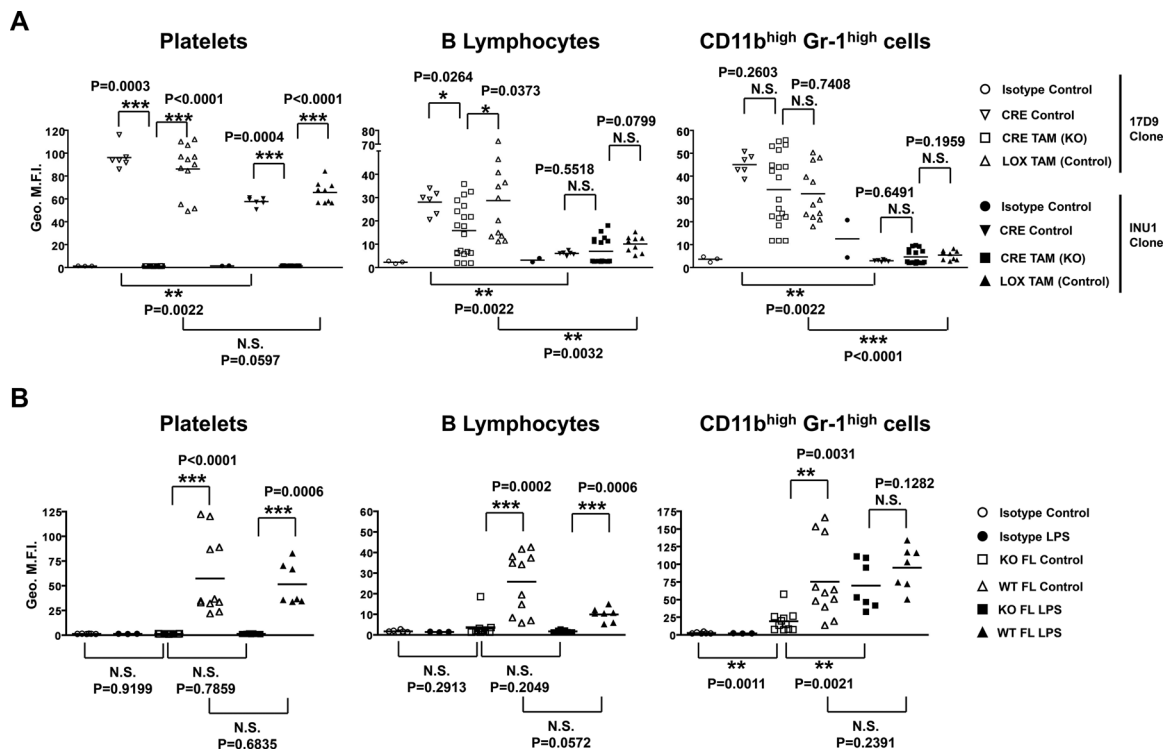 A
Platelets
B Lymphocytes
CD11bhigh Gr-1high cells
Geo. M.F.I.
P=0.0003
***
P<0.0001
***
P=0.0004
***
P<0.0001
***
120
100
80
60
40
20
0
**
P=0.0022
N.S.
P=0.0597
P=0.0264
*
P=0.0373
*
P=0.5518
N.S.
P=0.0799
N.S.
80
70
60
50
40
30
20
10
0
**
P=0.0022
**
P=0.0032
P=0.2603
N.S.
P=0.7408
N.S.
P=0.6491
N.S.
P=0.1959
N.S.
60
50
40
30
20
10
0
**
P=0.0022
***
P<0.0001
Isotype Control
CRE Control
CRE TAM (KO)
LOX TAM (Control)
17D9
Clone
Isotype Control
CRE Control
CRE TAM (KO)
LOX TAM (Control)
INU1
Clone
B
Platelets
B Lymphocytes
CD11bhigh Gr-1high cells
Geo. M.F.I.
P<0.0001
***
P=0.0006
***
125
100
75
50
25
0
N.S.
P=0.9199
N.S.
P=0.7859
N.S.
P=0.6835
P=0.0002
***
P=0.0006
***
60
50
40
30
20
10
0
N.S.
P=0.2913
N.S.
P=0.2049
N.S.
P=0.0572
P=0.0031
**
P=0.1282
N.S.
175
150
125
100
75
50
25
0
**
P=0.0011
**
P=0.0021
N.S.
P=0.2391
Isotype Control
Isotype LPS
KO FL Control
WT FL Control
KO FL LPS
WT FL LPS